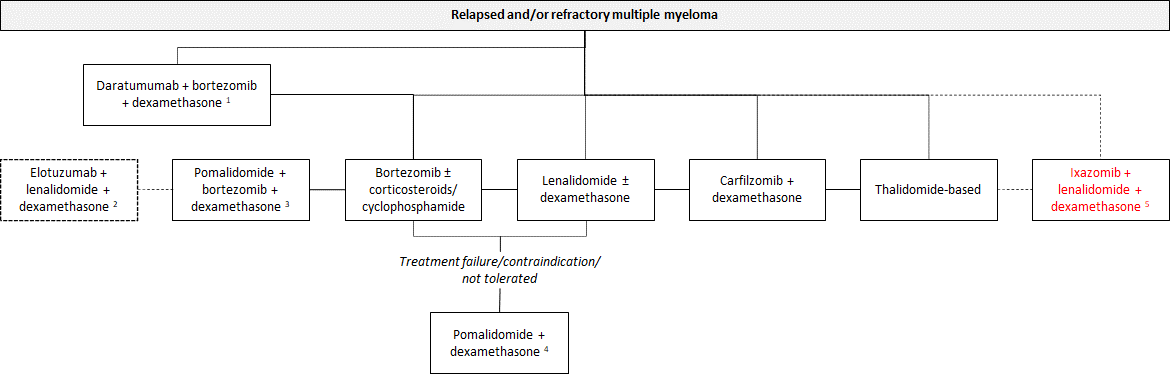 Relapsed and/or refractory multiple myeloma
Daratumumab + bortezomib
+ dexamethasone 1
Elotuzumab +
lenalidomide +
dexamethasone 2
Pomalidomide +
bortezomib +
dexamethasone 3
Bortezomib ±
corticosteroids/
cyclophosphamide
Lenalidomide ±
dexamethasone
Carfilzomib +
dexamethasone
Thalidomide-based
Ixazomib +
lenalidomide +
dexamethasone 5
Treatment failure/contraindication/
not tolerated
Pomalidomide +
dexamethasone 4